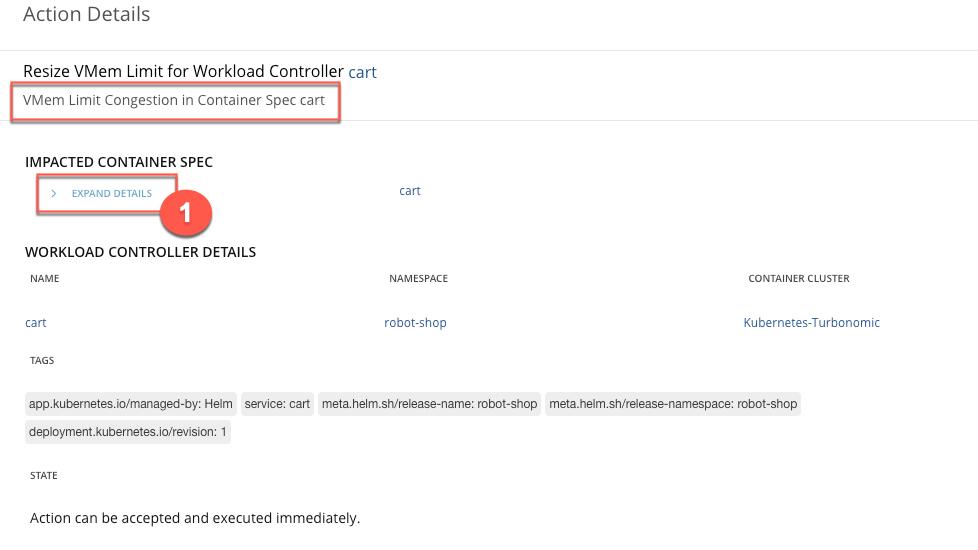 Action Details
Resize VMem Limit for Workload Controller cart
VMem Limit Congestion in Container Spec cart
IMPACTED CONTAINER SPEC
EXPAND DETAILS cart
1
WORKLOAD CONTROLLER DETAILS
NAME NAMESPACE CONTAINER CLUSTER
cart robot-shop Kubernetes-Turbonomic
TAGS
app.kubernetes.io/managed-by: Helm service: cart meta.helm.sh/release-name: robot-shop meta.helm.sh/release-namespace: robot-shop
deployment.kubernetes.io/revision: 1
STATE
Action can be accepted and executed immediately.